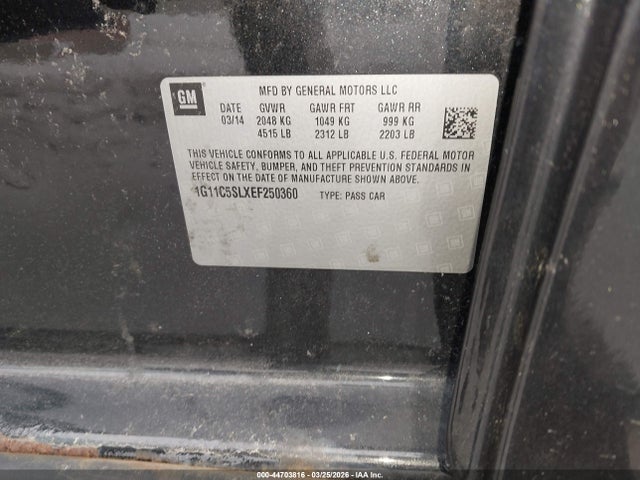 GM
MFD BY GENERAL MOTORS LLC
DATE GVWR GAWR FRT GAWR RR
03/14 2048 KG 1049 KG 999 KG
4515 LB 2312 LB 2203 LB
THIS VEHICLE CONFORMS TO ALL APPLICABLE U.S. FEDERAL MOTOR
VEHICLE SAFETY, BUMPER, AND THEFT PREVENTION STANDARDS IN
EFFECT ON THE DATE OF MANUFACTURE SHOWN ABOVE.
1G11C5SLXEF250360 TYPE: PASS CAR
00-44703816 - 03/25/2026 - IAA Inc.